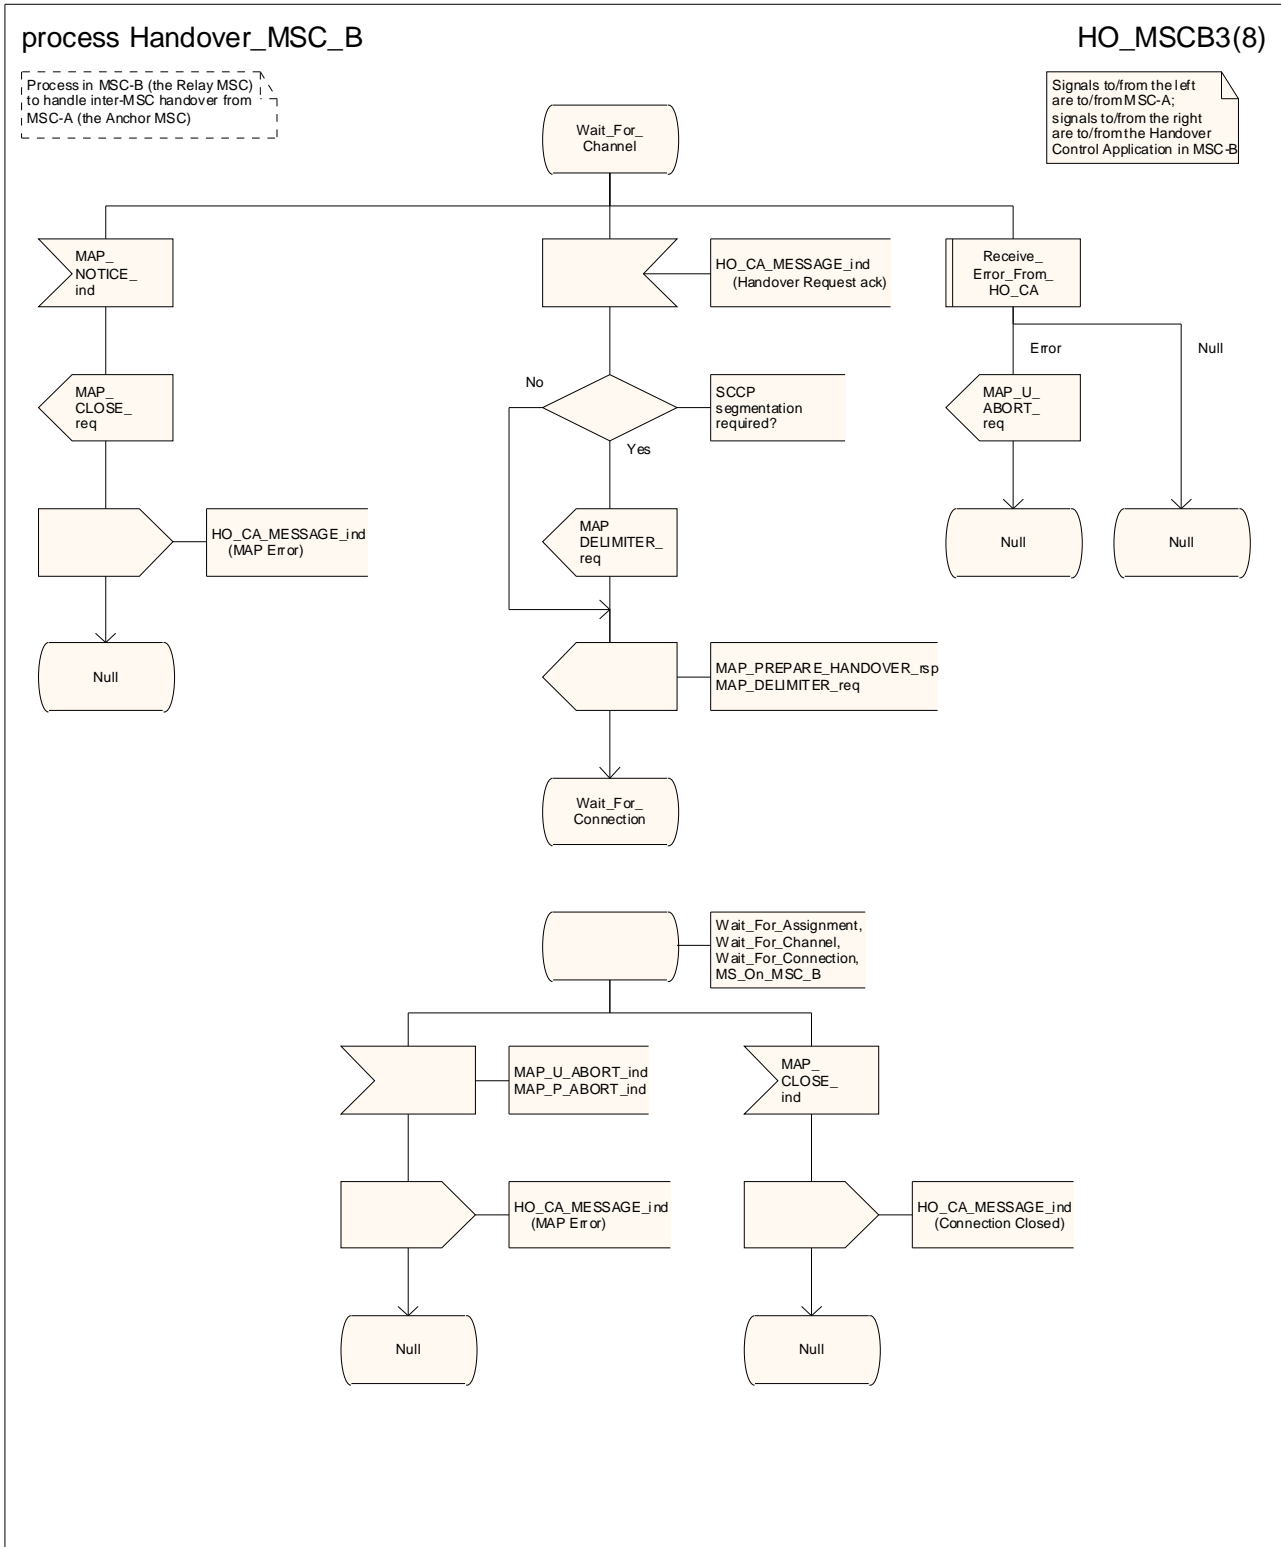 process Handover_MSC_B
HO_MSCB3(8)
Process in MSC-B (the Relay MSC)
to handle inter-MSC handover from
MSC-A (the Anchor MSC)
Signals to/from the left
are to/from MSC-A;
signals to/from the right
are to/from the Handover
Control Application in MSC-B
Wait_For_
Channel
MAP_
NOTICE_
ind
HO_CA_MESSAGE_ind
(Handover Request ack)
Receive_
Error_From_
HO_CA
Error
Null
MAP_
CLOSE_
req
No
SCCP
segmentation
required?
Yes
MAP_U_
ABORT_
req
HO_CA_MESSAGE_ind
(MAP Error)
MAP
DELIMITER_
req
Null
Null
Null
MAP_PREPARE_HANDOVER_rsp
MAP_DELIMITER_req
Wait_For_
Connection
Wait_For_Assignment,
Wait_For_Channel,
Wait_For_Connection,
MS_On_MSC_B
MAP_U_ABORT_ind
MAP_P_ABORT_ind
MAP_
CLOSE_
ind
HO_CA_MESSAGE_ind
(MAP Error)
HO_CA_MESSAGE_ind
(Connection Closed)
Null
Null